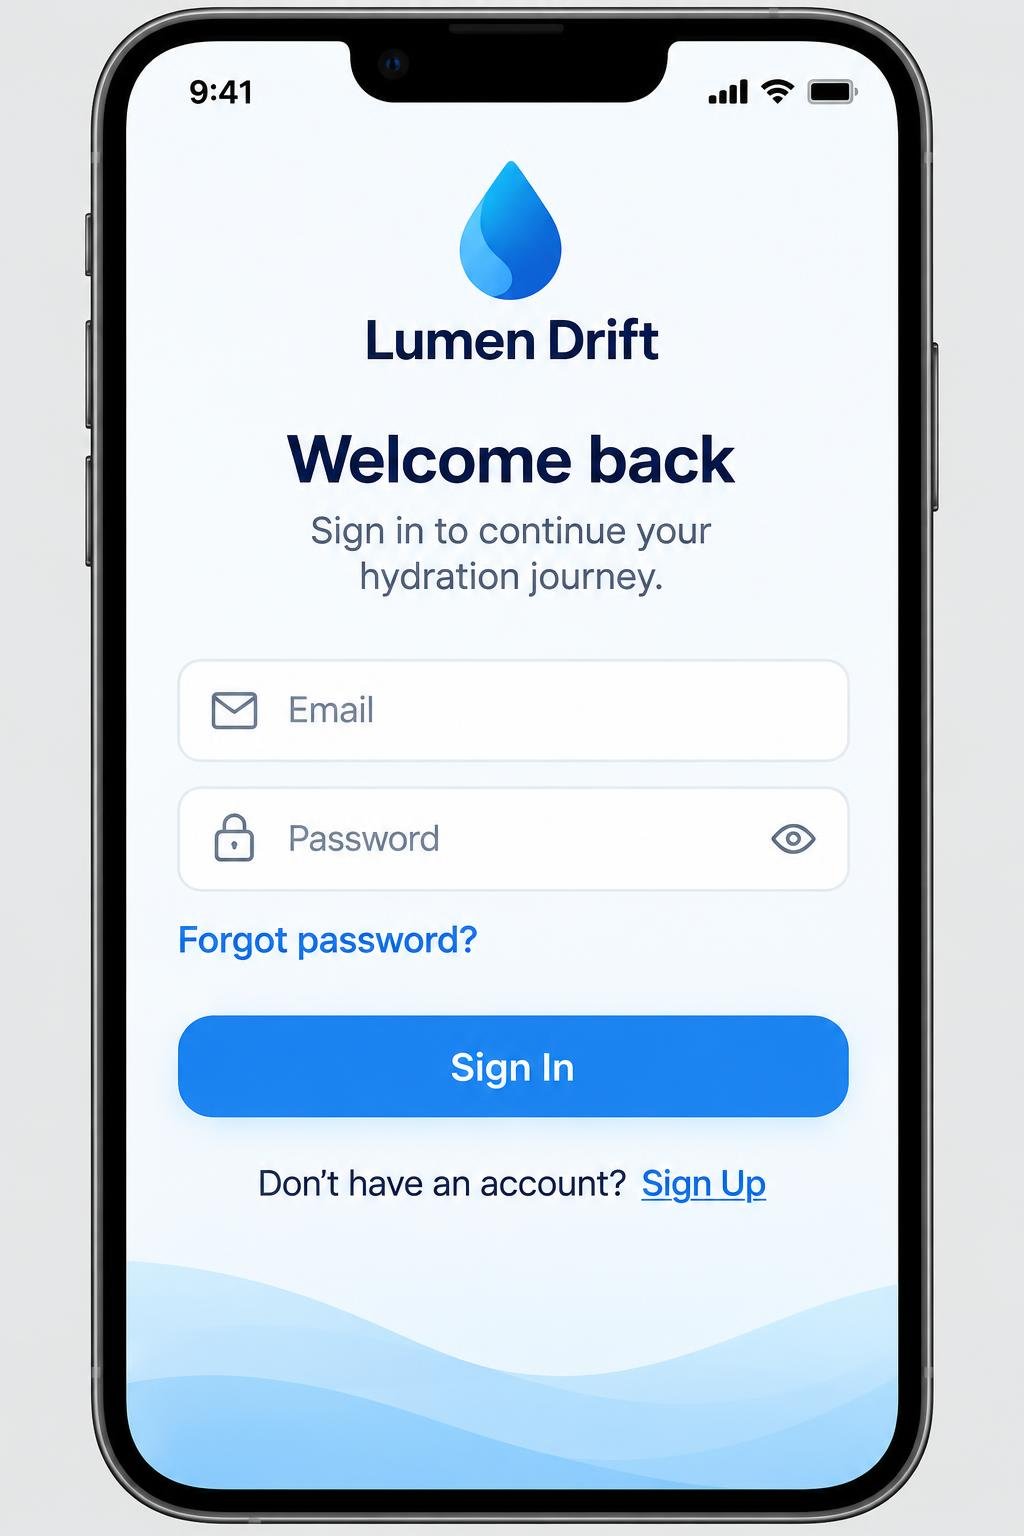 9:41
Lumen Drift
Welcome back
Sign in to continue your
hydration journey.
Email
Password
Forgot password?
Sign In
Don’t have an account? Sign Up